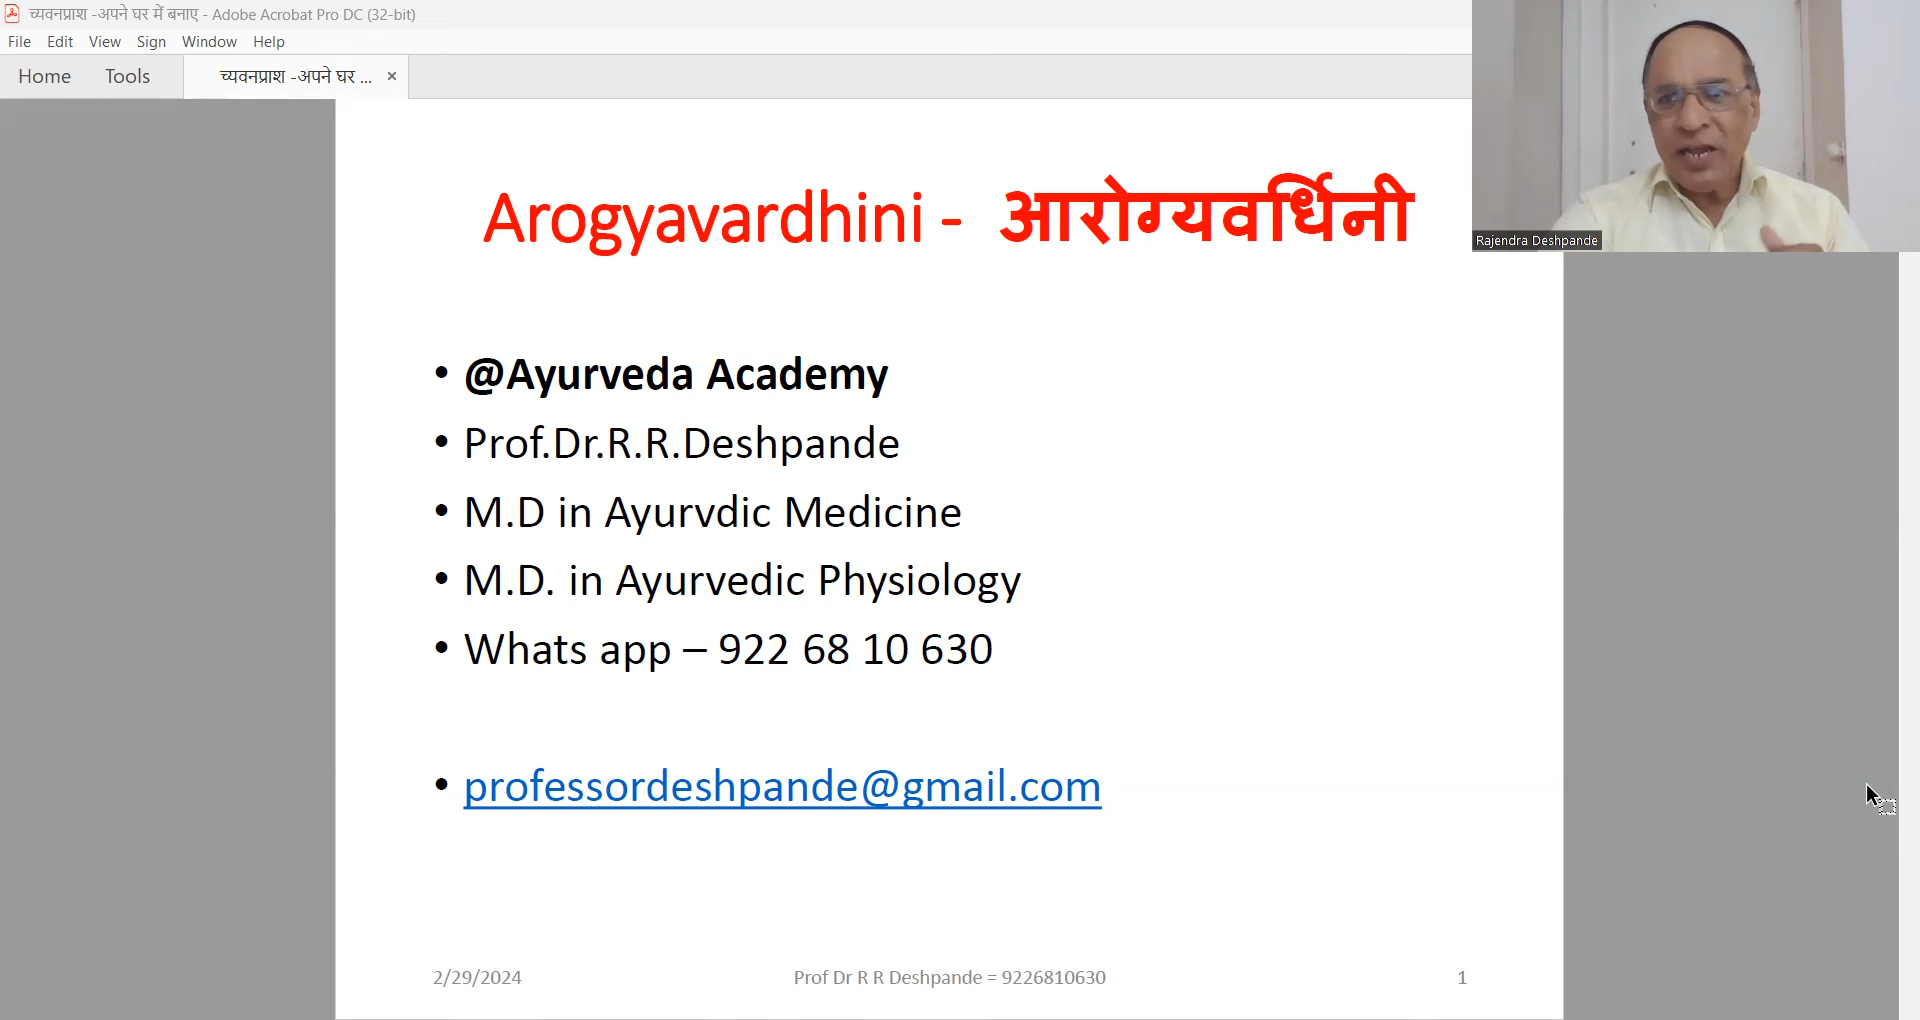 च्यवनप्राश -अपने घर में बनाए - Adobe Acrobat Pro DC (32-bit)
File Edit View Sign Window Help
Home Tools च्यवनप्राश -अपने घर ... ×
Arogyavardhini - आरोग्यवर्धिनी
Rajendra Deshpande
• @Ayurveda Academy
• Prof.Dr.R.R.Deshpande
• M.D in Ayurvdic Medicine
• M.D. in Ayurvedic Physiology
• Whats app – 922 68 10 630
• professordeshpande@gmail.com
2/29/2024 Prof Dr R R Deshpande = 9226810630 1